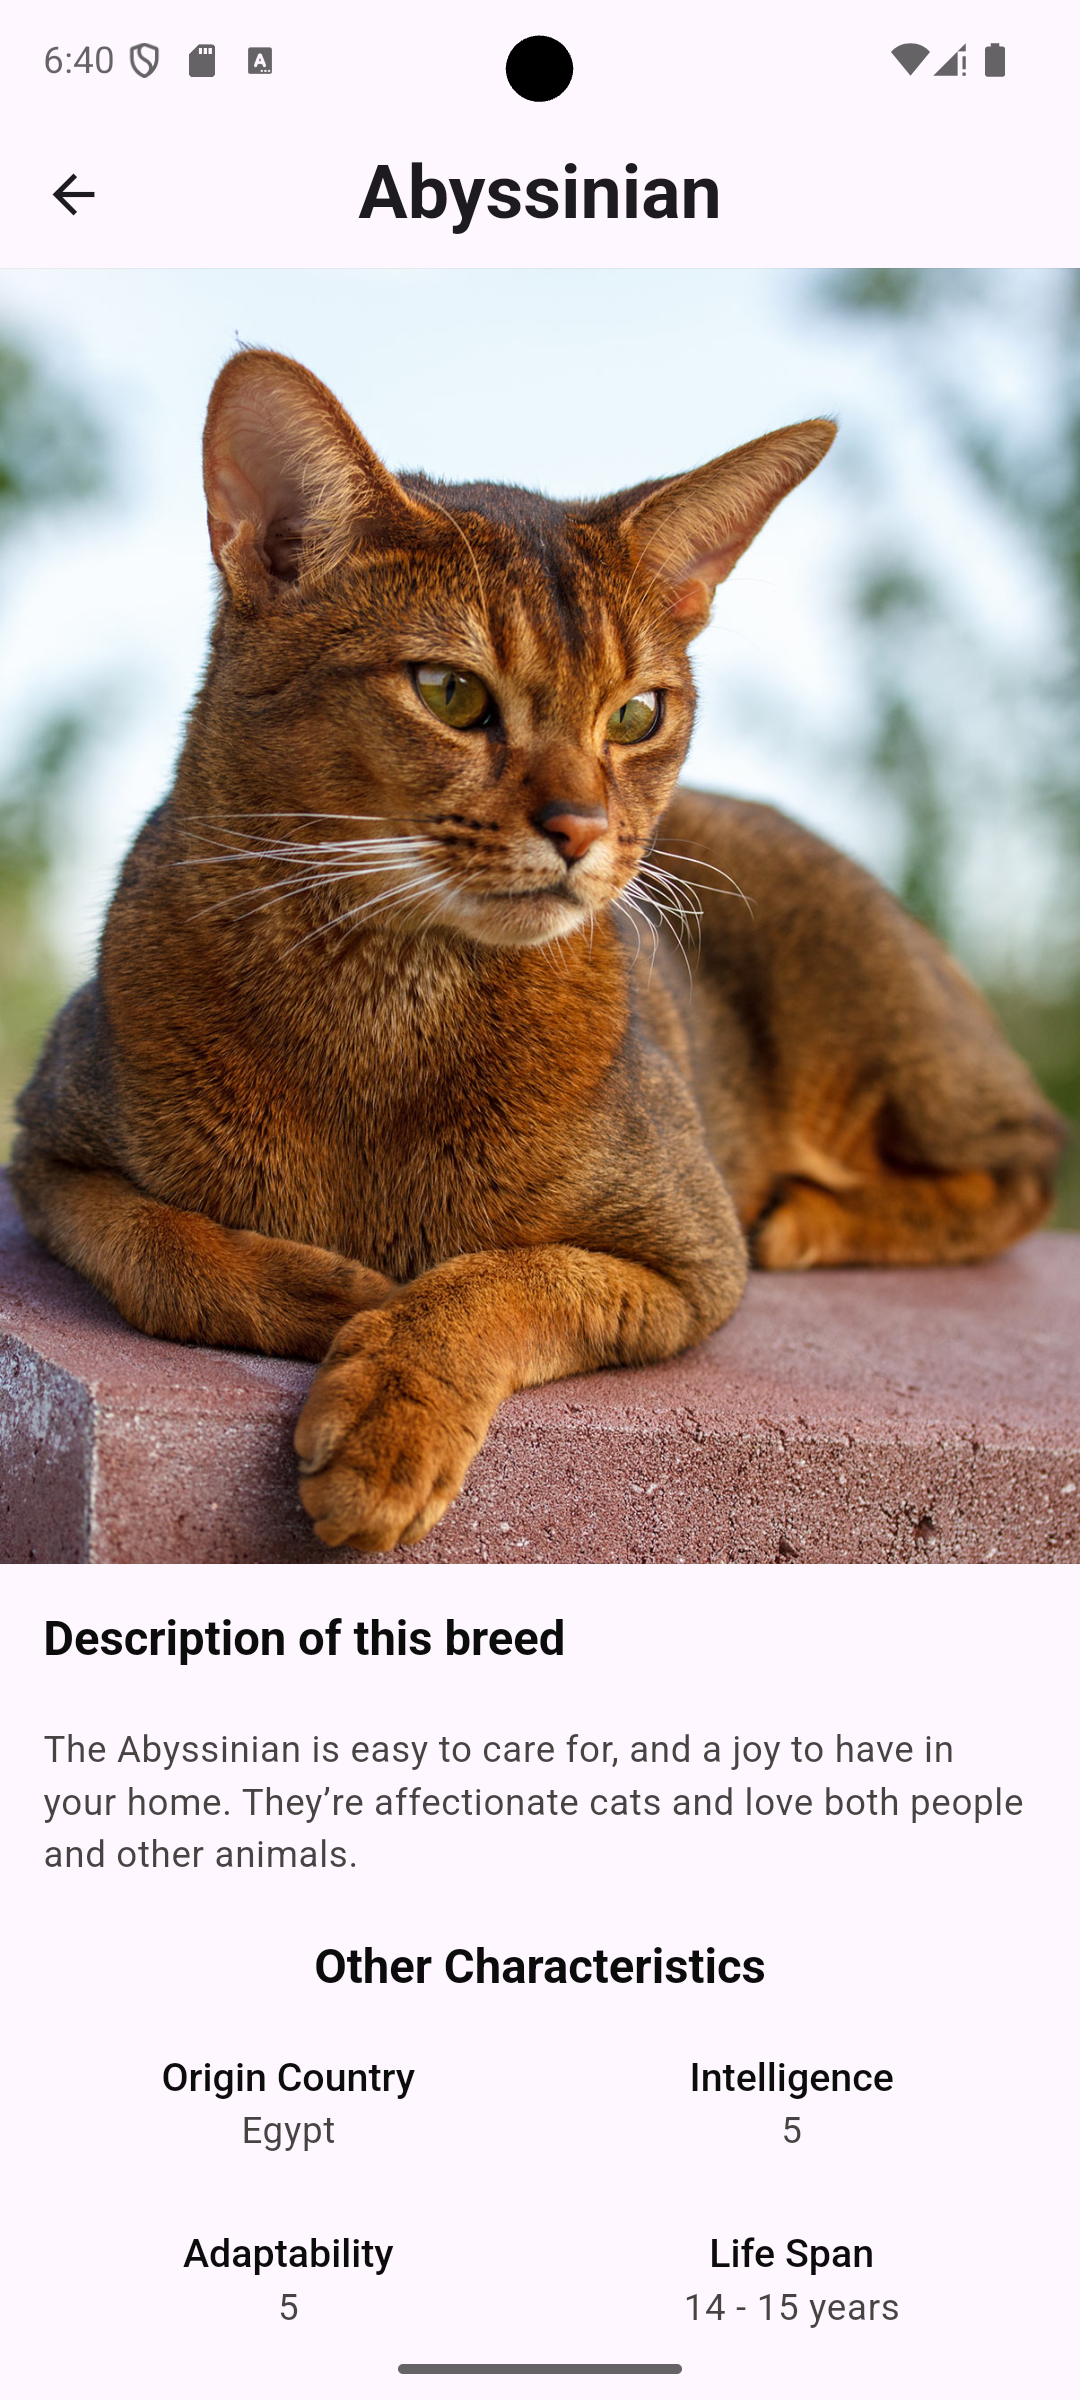 6:40
Abyssinian
Description of this breed
The Abyssinian is easy to care for, and a joy to have in
your home. They’re affectionate cats and love both people
and other animals.
Other Characteristics
Origin Country
Egypt
Intelligence
5
Adaptability
5
Life Span
14 - 15 years